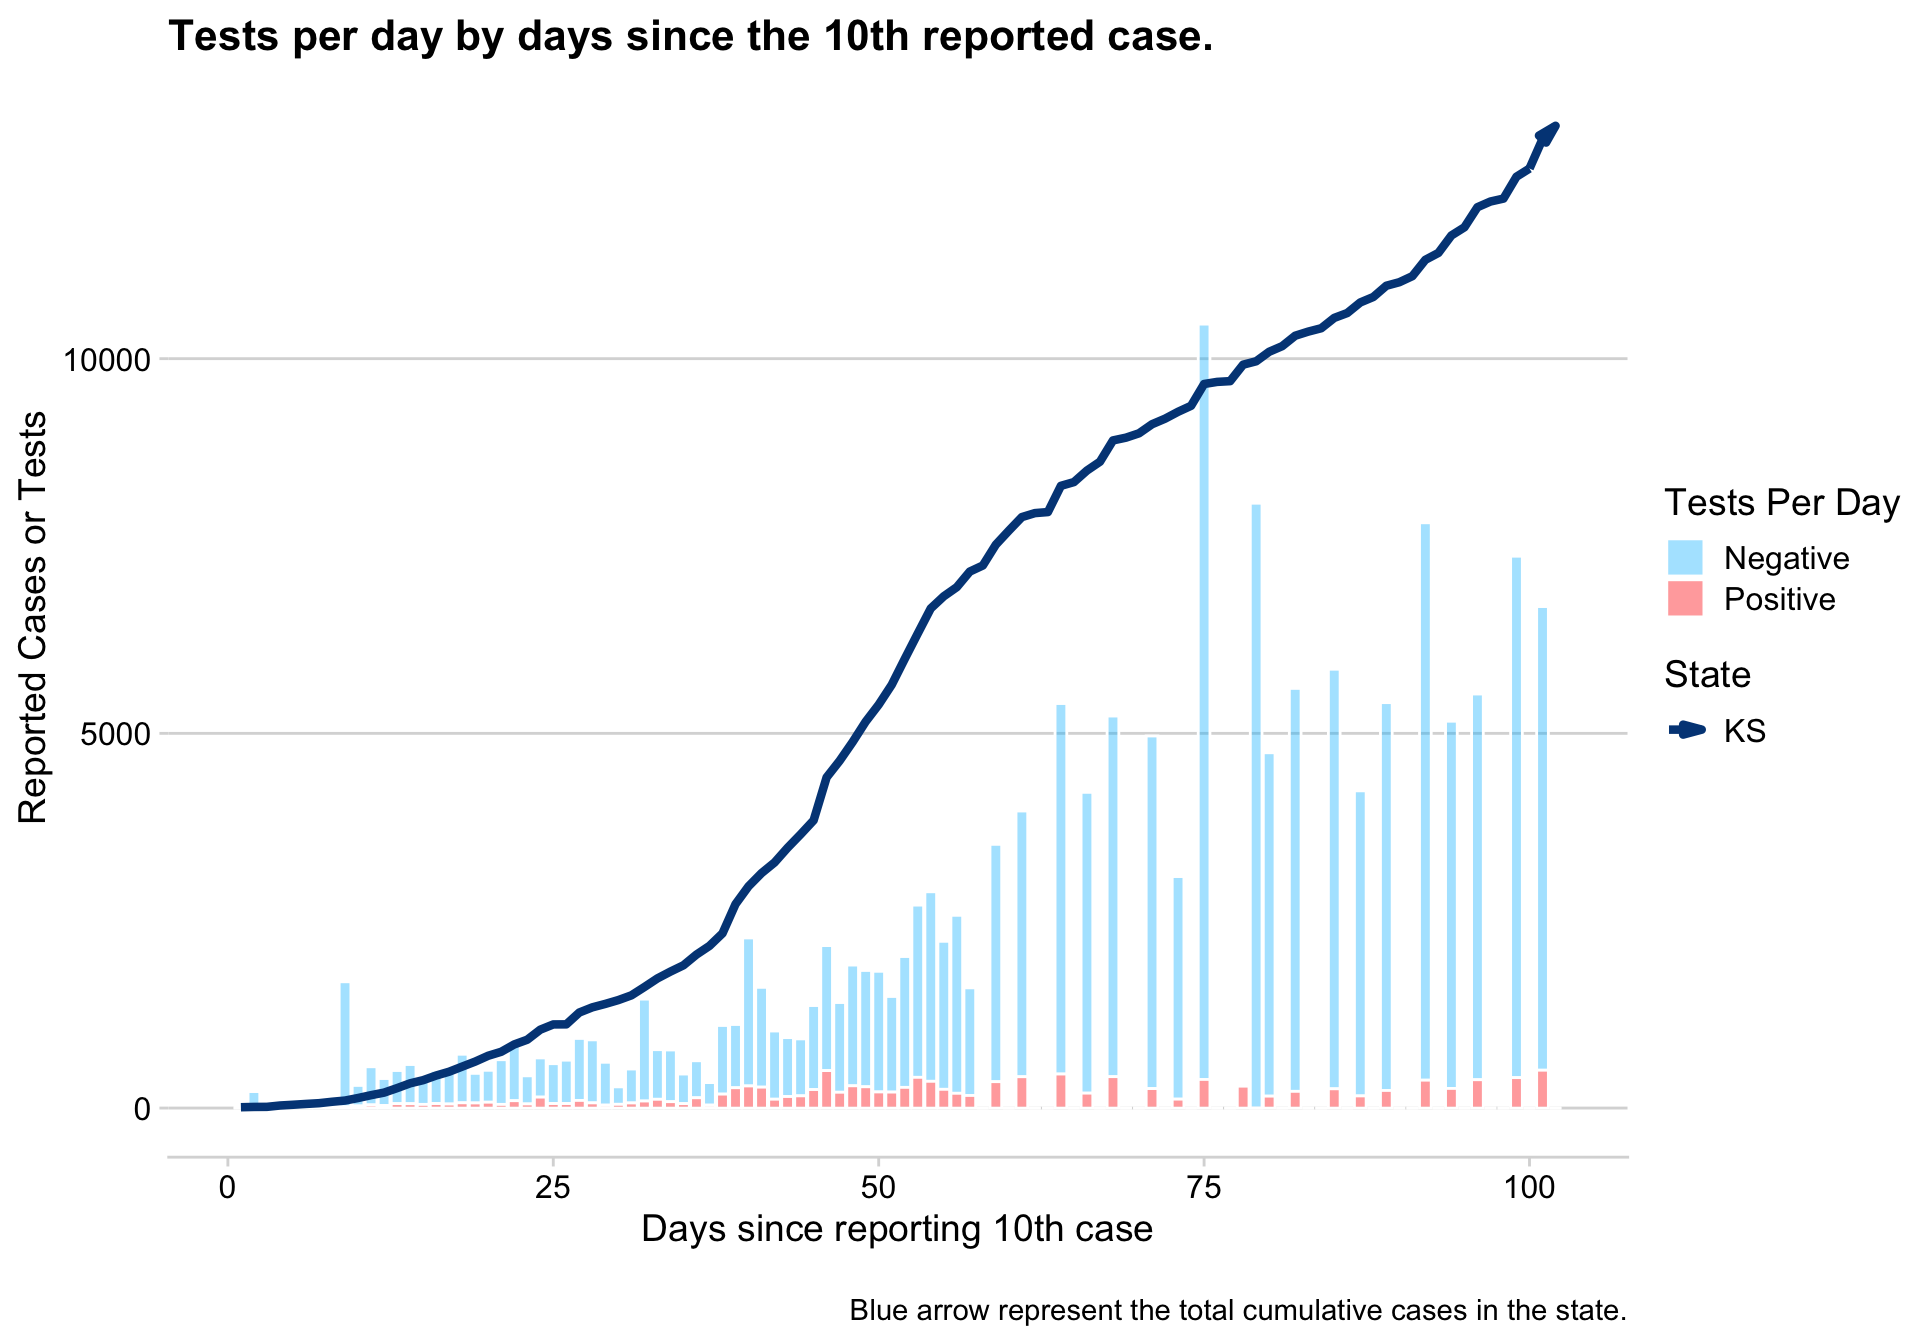 Tests per day by days since the 10th reported case.
Reported Cases or Tests
10000
5000
0
0 25 50 75 100
Days since reporting 10th case
Tests Per Day
Negative
Positive
State
KS
Blue arrow represent the total cumulative cases in the state.